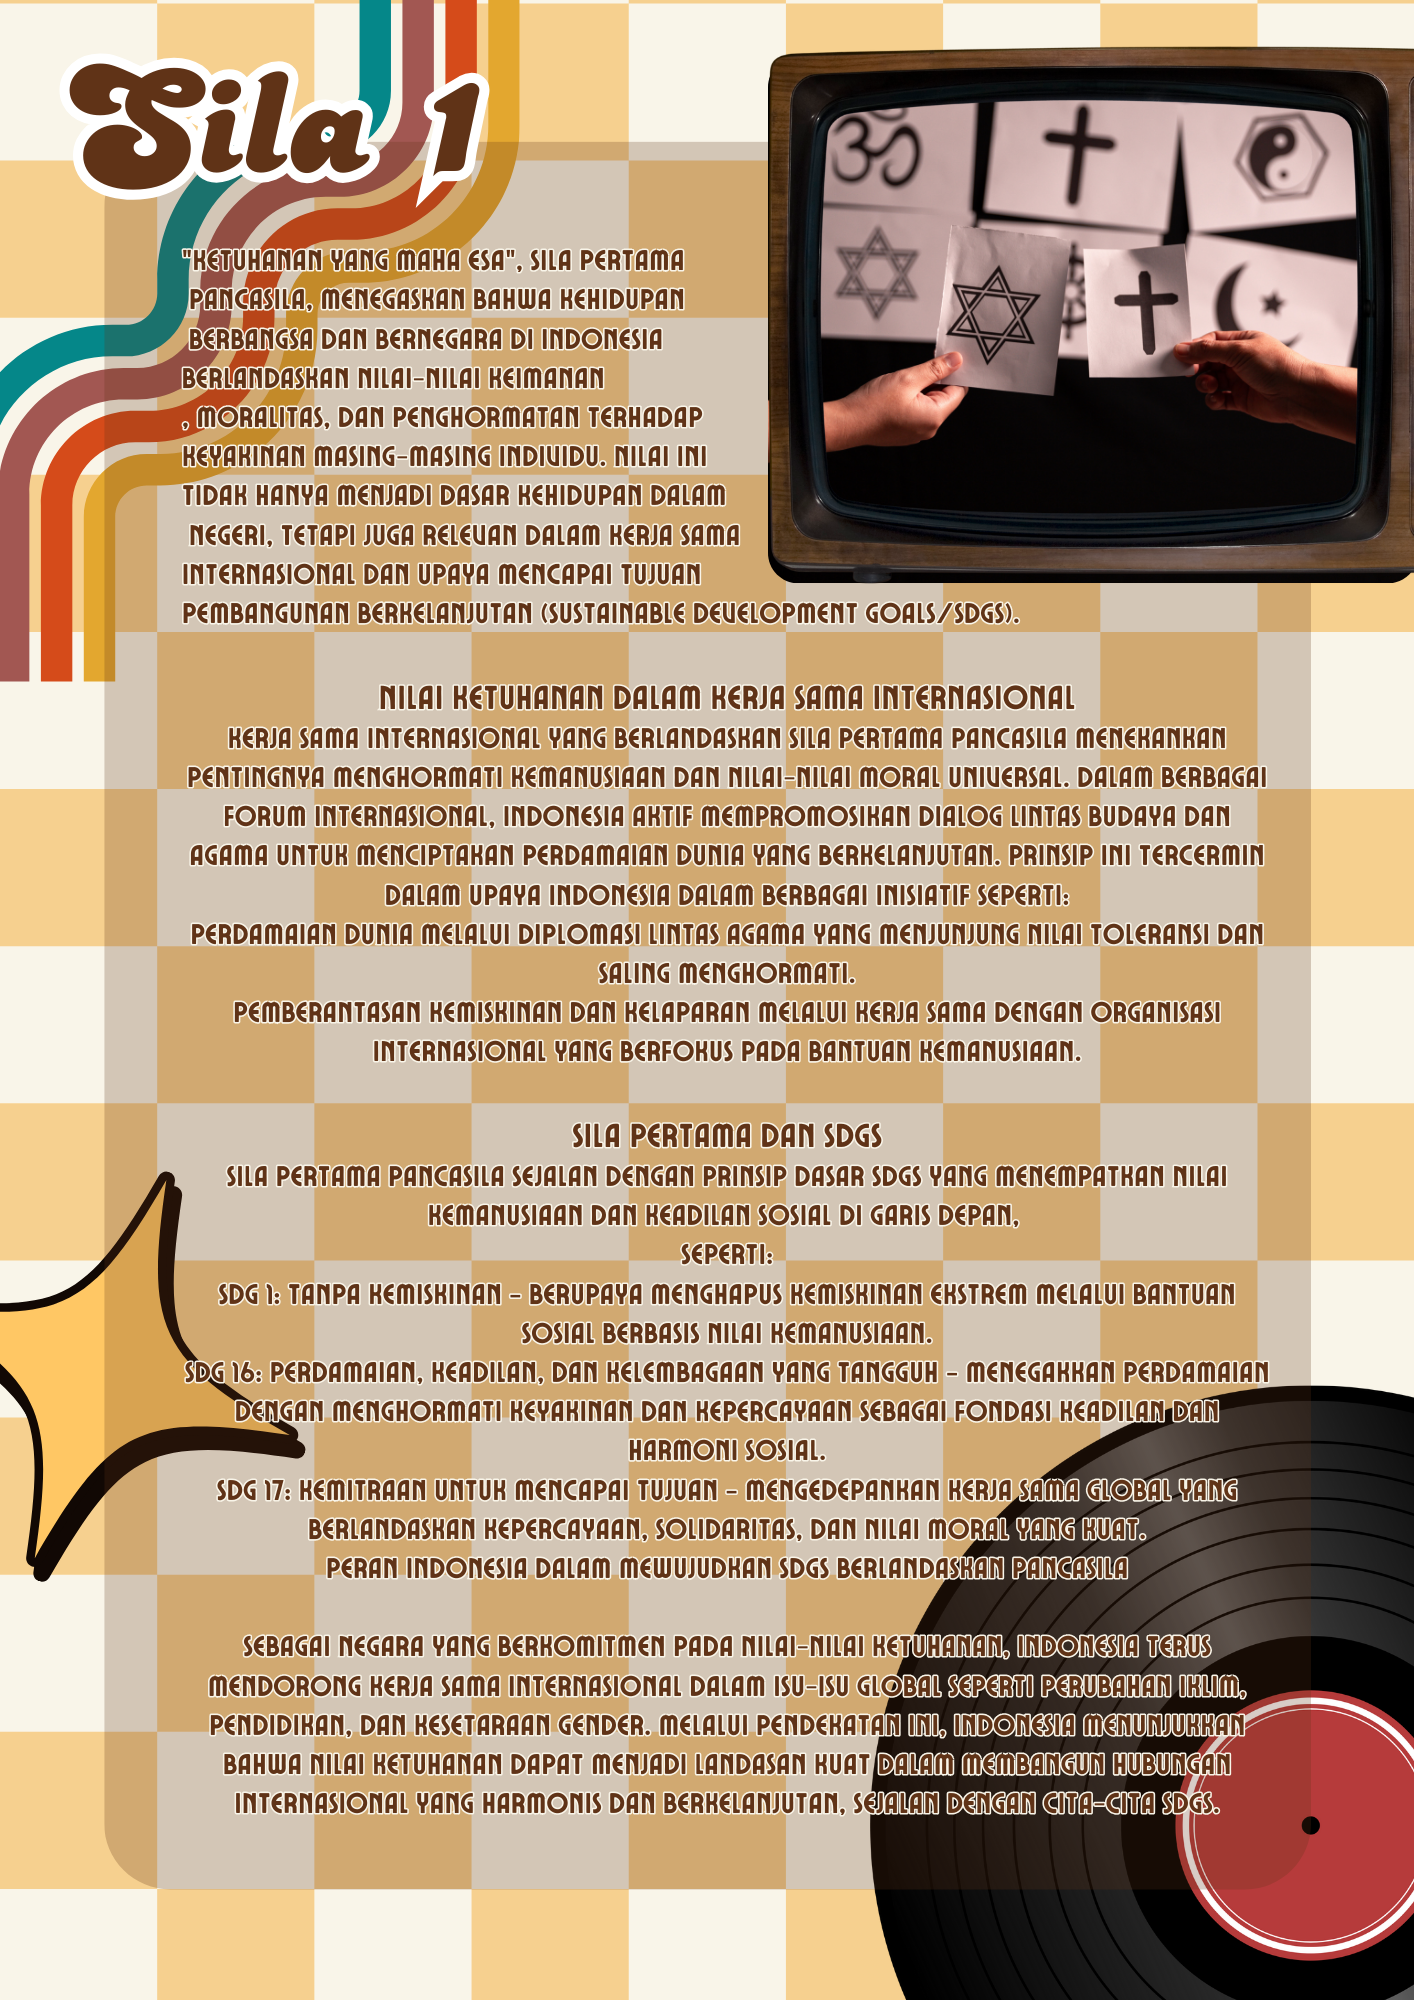 Sila 1
"KETUHANAN YANG MAHA ESA", SILA PERTAMA
PANCASILA, MENEGASKAN BAHWA KEHIDUPAN
BERBANGSA DAN BERNEGARA DI INDONESIA
BERLANDASKAN NILAI-NILAI KEIMANAN
, MORALITAS, DAN PENGHORMATAN TERHADAP
KEYAKINAN MASING-MASING INDIVIDU. NILAI INI
TIDAK HANYA MENJADI DASAR KEHIDUPAN DALAM
NEGERI, TETAPI JUGA RELEVAN DALAM KERJA SAMA
INTERNASIONAL DAN UPAYA MENCAPAI TUJUAN
PEMBANGUNAN BERKELANJUTAN (SUSTAINABLE DEVELOPMENT GOALS/SDGS).
NILAI KETUHANAN DALAM KERJA SAMA INTERNASIONAL
KERJA SAMA INTERNASIONAL YANG BERLANDASKAN SILA PERTAMA PANCASILA MENEKANKAN
PENTINGNYA MENGHORMATI KEMANUSIAAN DAN NILAI-NILAI MORAL UNIVERSAL. DALAM BERBAGAI
FORUM INTERNASIONAL, INDONESIA AKTIF MEMPROMOSIKAN DIALOG LINTAS BUDAYA DAN
AGAMA UNTUK MENCIPTAKAN PERDAMAIAN DUNIA YANG BERKELANJUTAN. PRINSIP INI TERCERMIN
DALAM UPAYA INDONESIA DALAM BERBAGAI INISIATIF SEPERTI:
PERDAMAIAN DUNIA MELALUI DIPLOMASI LINTAS AGAMA YANG MENJUNJUNG NILAI TOLERANSI DAN
SALING MENGHORMATI.
PEMBERANTASAN KEMISKINAN DAN KELAPARAN MELALUI KERJA SAMA DENGAN ORGANISASI
INTERNASIONAL YANG BERFOKUS PADA BANTUAN KEMANUSIAAN.
SILA PERTAMA DAN SDGS
SILA PERTAMA PANCASILA SEJALAN DENGAN PRINSIP DASAR SDGS YANG MENEMPATKAN NILAI
KEMANUSIAAN DAN KEADILAN SOSIAL DI GARIS DEPAN,
SEPERTI:
SDG 1: TANPA KEMISKINAN – BERUPAYA MENGHAPUS KEMISKINAN EKSTREM MELALUI BANTUAN
SOSIAL BERBASIS NILAI KEMANUSIAAN.
SDG 16: PERDAMAIAN, KEADILAN, DAN KELEMBAGAAN YANG TANGGUH – MENEGAKKAN PERDAMAIAN
DENGAN MENGHORMATI KEYAKINAN DAN KEPERCAYAAN SEBAGAI FONDASI KEADILAN DAN
HARMONI SOSIAL.
SDG 17: KEMITRAAN UNTUK MENCAPAI TUJUAN – MENGEDEPANKAN KERJA SAMA GLOBAL YANG
BERLANDASKAN KEPERCAYAAN, SOLIDARITAS, DAN NILAI MORAL YANG KUAT.
PERAN INDONESIA DALAM MEWUJUDKAN SDGS BERLANDASKAN PANCASILA
SEBAGAI NEGARA YANG BERKOMITMEN PADA NILAI-NILAI KETUHANAN, INDONESIA TERUS
MENDORONG KERJA SAMA INTERNASIONAL DALAM ISU-ISU GLOBAL SEPERTI PERUBAHAN IKLIM,
PENDIDIKAN, DAN KESETARAAN GENDER. MELALUI PENDEKATAN INI, INDONESIA MENUNJUKKAN
BAHWA NILAI KETUHANAN DAPAT MENJADI LANDASAN KUAT DALAM MEMBANGUN HUBUNGAN
INTERNASIONAL YANG HARMONIS DAN BERKELANJUTAN, SEJALAN DENGAN CITA-CITA SDGS.